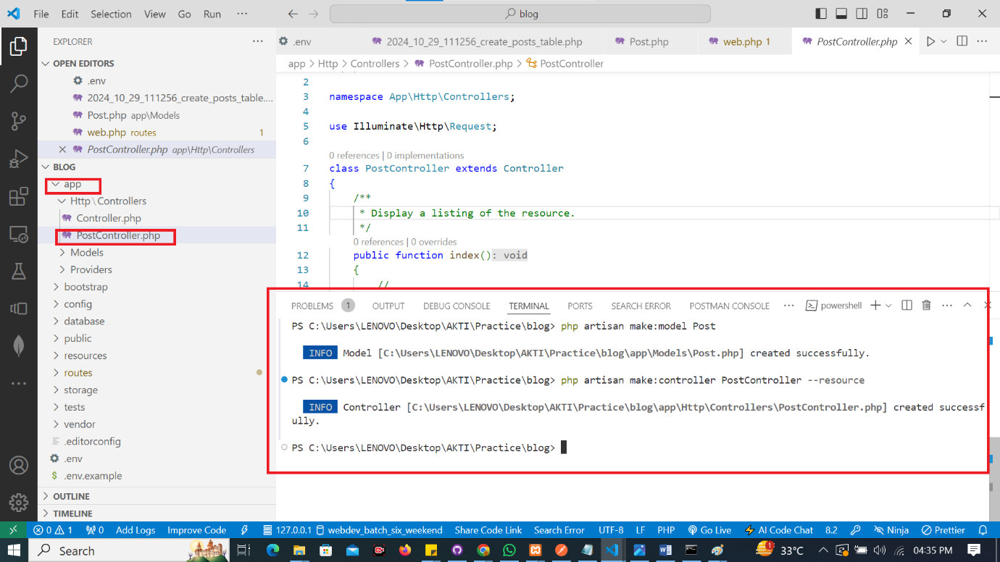 File Edit Selection View Go Run ···
blog
EXPLORER
OPEN EDITORS
.env
2024_10_29_111256_create_posts_table....
Post.php app\Models
web.php routes 1
PostController.php app\Http\Controllers
BLOG
app
Http \ Controllers
Controller.php
PostController.php
Models
Providers
bootstrap
config
database
public
resources
routes
storage
tests
vendor
.editorconfig
.env
.env.example
OUTLINE
TIMELINE
.env 2024_10_29_111256_create_posts_table.php Post.php web.php 1 PostController.php
app > Http > Controllers > PostController.php > PostController
2
3 namespace App\Http\Controllers;
4
5 use Illuminate\Http\Request;
6
0 references | 0 implementations
7 class PostController extends Controller
8 {
9 /**
10 * Display a listing of the resource.
11 */
0 references | 0 overrides
12 public function index(): void
13 {
14 //
PROBLEMS 1 OUTPUT DEBUG CONSOLE TERMINAL PORTS SEARCH ERROR POSTMAN CONSOLE ··· powershell
PS C:\Users\LENOVO\Desktop\AKTI\Practice\blog> php artisan make:model Post
INFO Model [C:\Users\LENOVO\Desktop\AKTI\Practice\blog\app\Models\Post.php] created successfully.
PS C:\Users\LENOVO\Desktop\AKTI\Practice\blog> php artisan make:controller PostController --resource
INFO Controller [C:\Users\LENOVO\Desktop\AKTI\Practice\blog\app\Http\Controllers\PostController.php] created successf
ully.
PS C:\Users\LENOVO\Desktop\AKTI\Practice\blog>
0 1 0 Add Logs Improve Code 127.0.0.1 webdev_batch_six_weekend Share Code Link Search Error UTF-8 LF PHP Go Live AI Code Chat 8.2 Ninja Prettier
Search 1 33°C 04:35 PM